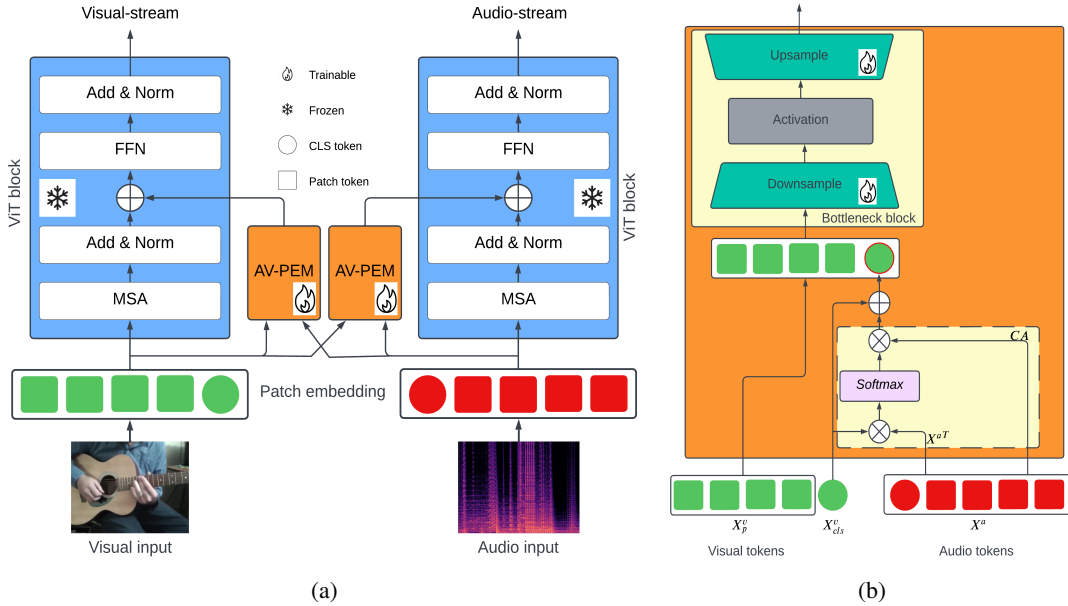 Visual-stream
Audio-stream
Add & Norm
FFN
Add & Norm
MSA
ViT block
Trainable
Frozen
CLS token
Patch token
AV-PEM
AV-PEM
Add & Norm
FFN
Add & Norm
MSA
ViT block
Patch embedding
Visual input
Audio input
(a)
Upsample
Activation
Downsample
Bottleneck block
CA
Softmax
X^{aT}
X^v_p
X^v_{cls}
X^a
Visual tokens
Audio tokens
(b)